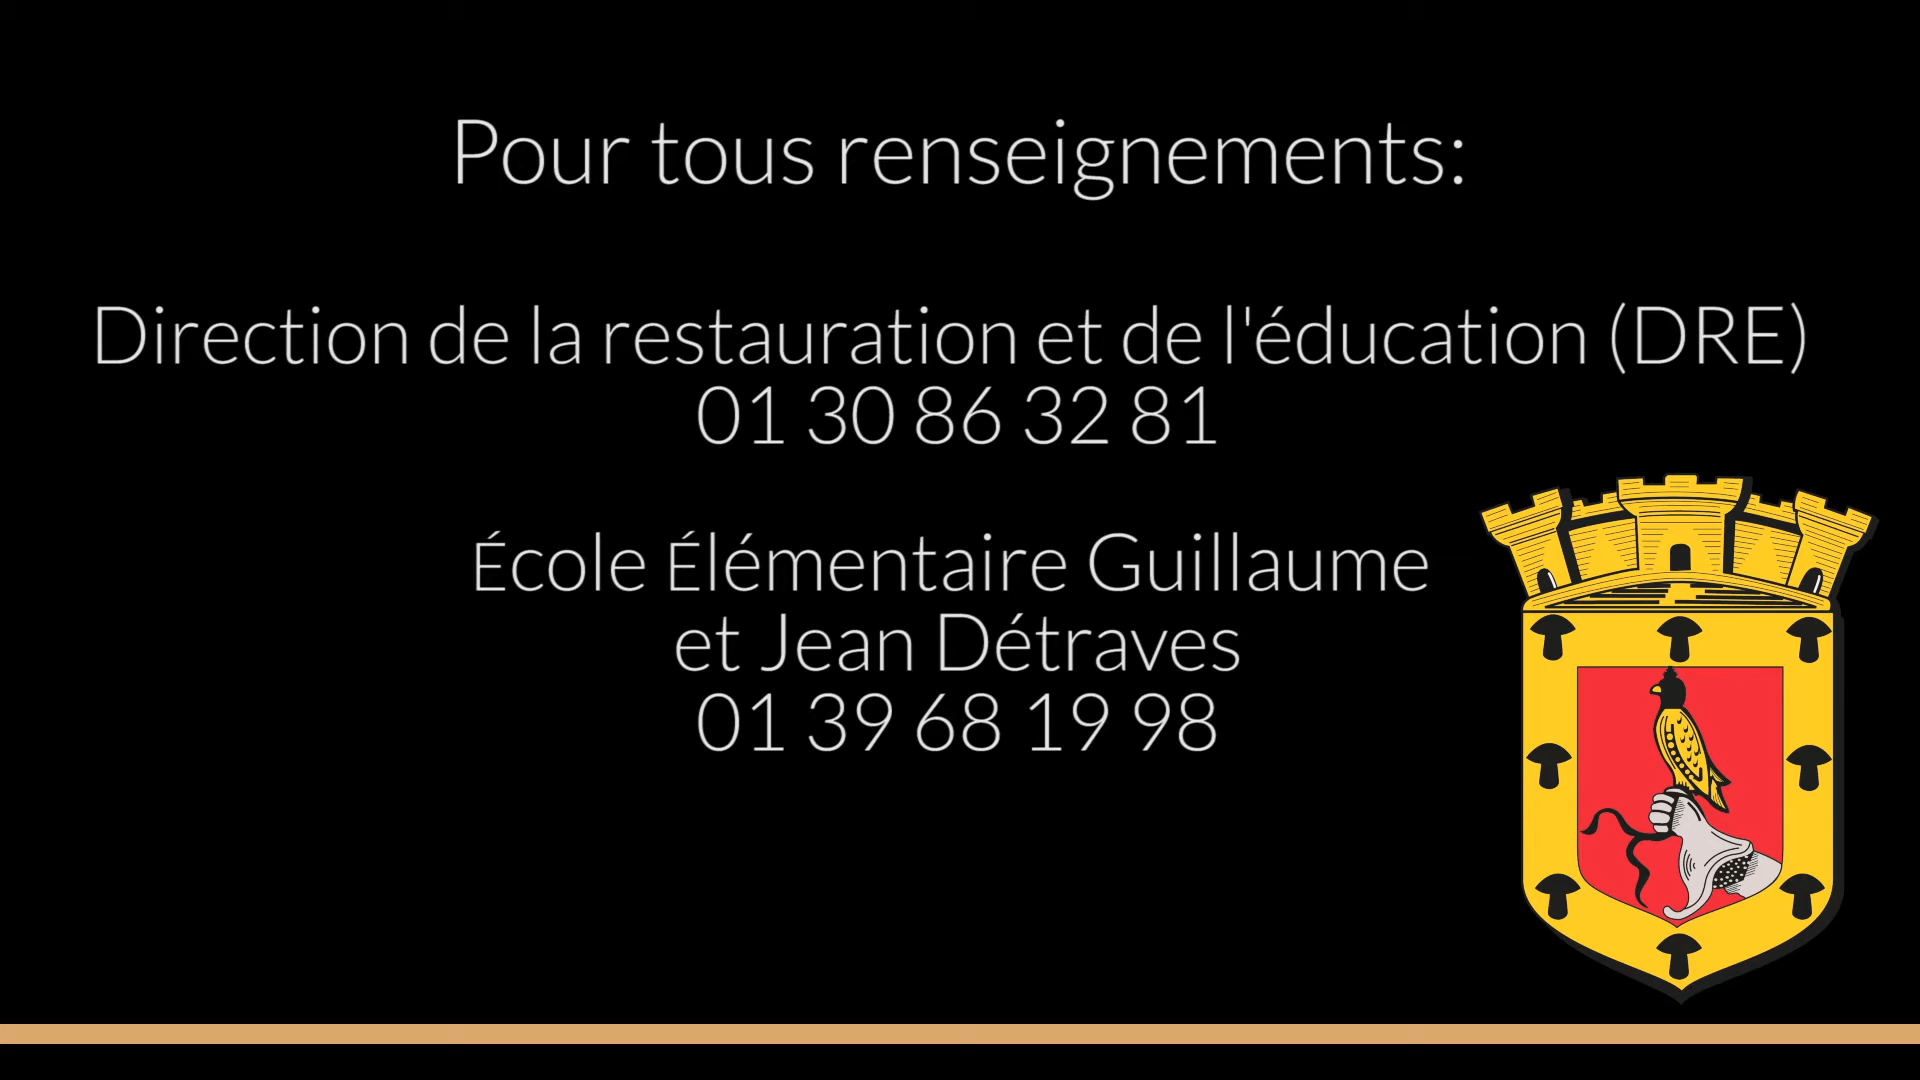 Pour tous renseignements:
Direction de la restauration et de l'éducation (DRE)
01 30 86 32 81
École Élémentaire Guillaume
et Jean Détraves
01 39 68 19 98